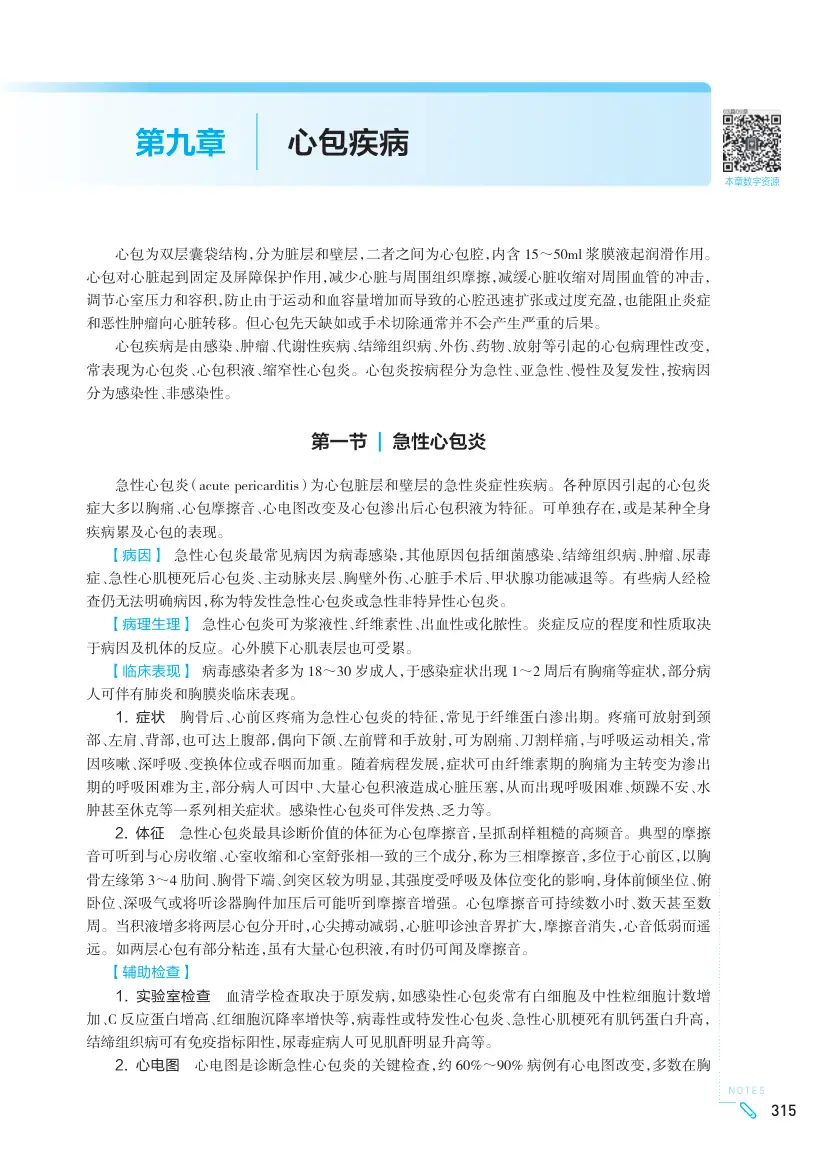 第九章
心包疾病
本章数字资源
心包为双层囊袋结构,分为脏层和壁层,二者之间为心包腔,内含 15～50ml 浆膜液起润滑作用。
心包对心脏起到固定及屏障保护作用,减少心脏与周围组织摩擦,减缓心脏收缩对周围血管的冲击,
调节心室压力和容积,防止由于运动和血容量增加而导致的心腔迅速扩张或过度充盈,也能阻止炎症
和恶性肿瘤向心脏转移。但心包先天缺如或手术切除通常并不会产生严重的后果。
心包疾病是由感染、肿瘤、代谢性疾病、结缔组织病、外伤、药物、放射等引起的心包病理性改变,
常表现为心包炎、心包积液、缩窄性心包炎。心包炎按病程分为急性、亚急性、慢性及复发性,按病因
分为感染性、非感染性。
第一节 | 急性心包炎
急性心包炎(acute pericarditis)为心包脏层和壁层的急性炎症性疾病。各种原因引起的心包炎
症大多以胸痛、心包摩擦音、心电图改变及心包渗出后心包积液为特征。可单独存在,或是某种全身
疾病累及心包的表现。
【病因】 急性心包炎最常见病因为病毒感染,其他原因包括细菌感染、结缔组织病、肿瘤、尿毒
症、急性心肌梗死后心包炎、主动脉夹层、胸壁外伤、心脏手术后、甲状腺功能减退等。有些病人经检
查仍无法明确病因,称为特发性急性心包炎或急性非特异性心包炎。
【病理生理】 急性心包炎可为浆液性、纤维素性、出血性或化脓性。炎症反应的程度和性质取决
于病因及机体的反应。心外膜下心肌表层也可受累。
【临床表现】 病毒感染者多为 18～30 岁成人,于感染症状出现 1～2 周后有胸痛等症状,部分病
人可伴有肺炎和胸膜炎临床表现。
1. 症状 胸骨后、心前区疼痛为急性心包炎的特征,常见于纤维蛋白渗出期。疼痛可放射到颈
部、左肩、背部,也可达上腹部,偶向下颌、左前臂和手放射,可为剧痛、刀割样痛,与呼吸运动相关,常
因咳嗽、深呼吸、变换体位或吞咽而加重。随着病程发展,症状可由纤维素期的胸痛为主转变为渗出
期的呼吸困难为主,部分病人可因中、大量心包积液造成心脏压塞,从而出现呼吸困难、烦躁不安、水
肿甚至休克等一系列相关症状。感染性心包炎可伴发热、乏力等。
2. 体征 急性心包炎最具诊断价值的体征为心包摩擦音,呈抓刮样粗糙的高频音。典型的摩擦
音可听到与心房收缩、心室收缩和心室舒张相一致的三个成分,称为三相摩擦音,多位于心前区,以胸
骨左缘第 3～4 肋间、胸骨下端、剑突区较为明显,其强度受呼吸及体位变化的影响,身体前倾坐位、俯
卧位、深吸气或将听诊器胸件加压后可能听到摩擦音增强。心包摩擦音可持续数小时、数天甚至数
周。当积液增多将两层心包分开时,心尖搏动减弱,心脏叩诊浊音界扩大,摩擦音消失,心音低弱而遥
远。如两层心包有部分粘连,虽有大量心包积液,有时仍可闻及摩擦音。
【辅助检查】
1. 实验室检查 血清学检查取决于原发病,如感染性心包炎常有白细胞及中性粒细胞计数增
加、C 反应蛋白增高、红细胞沉降率增快等,病毒性或特发性心包炎、急性心肌梗死有肌钙蛋白升高,
结缔组织病可有免疫指标阳性,尿毒症病人可见肌酐明显升高等。
2. 心电图 心电图是诊断急性心包炎的关键检查,约 60%～90% 病例有心电图改变,多数在胸
NOTES
315